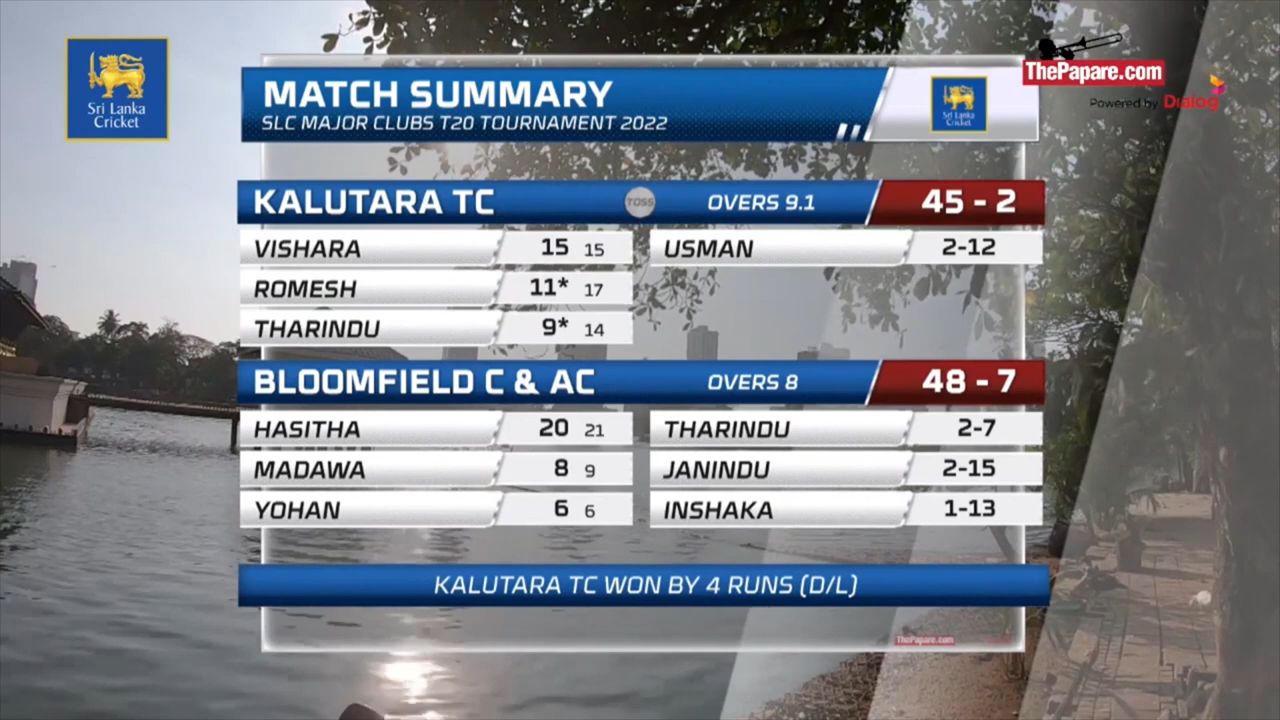 Sri Lanka
Cricket
MATCH SUMMARY
SLC MAJOR CLUBS T20 TOURNAMENT 2022
Sri Lanka
Cricket
ThePapare.com
Powered by Dialog
KALUTARA TC TOSS OVERS 9.1 45 - 2
VISHARA 15 15 USMAN 2-12
ROMESH 11* 17
THARINDU 9* 14
BLOOMFIELD C & AC OVERS 8 48 - 7
HASITHA 20 21 THARINDU 2-7
MADAWA 8 9 JANINDU 2-15
YOHAN 6 6 INSHAKA 1-13
KALUTARA TC WON BY 4 RUNS (D/L)
ThePapare.com